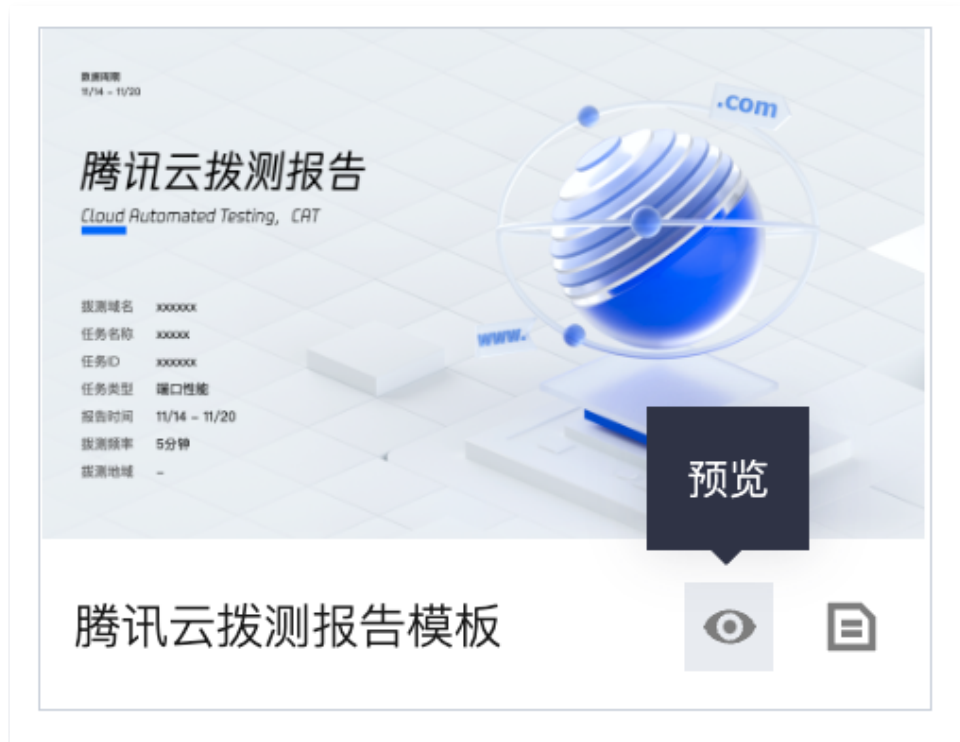 数据周期
11/14 – 11/20
.com
腾讯云拨测报告
Cloud Automated Testing, CAT
拨测域名 xxxxxx
www.
任务名称 xxxxx
任务ID xxxxxx
任务类型 端口性能
报告时间 11/14 – 11/20
拨测频率 5分钟
拨测地域 –
预览
腾讯云拨测报告模板